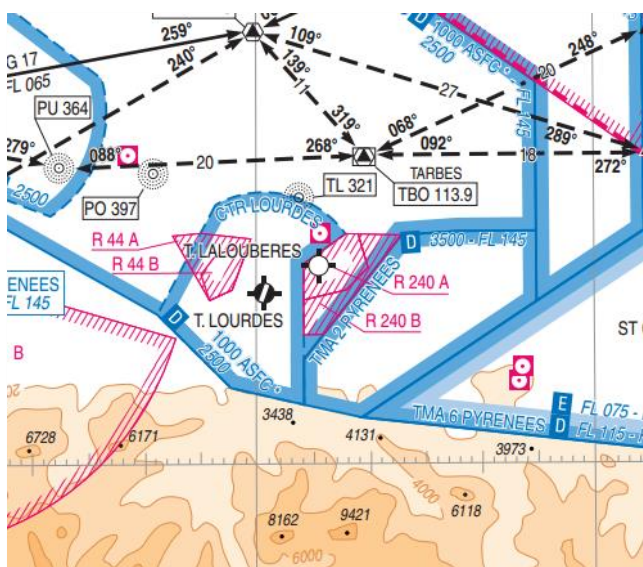 259°
240°
109°
139°
11
319°
27
1000 ASFC*
2500
FL 145
D
20
248°
G 17
FL 065
PU 364
279°
088°
20
268°
068°
092°
18
289°
272°
TARBES
TBO 113.9
PO 397
TL 321
2500
CTR LOURDES
R 44 A
R 44 B
T. LALOUBERES
D
3500 - FL 145
R 240 A
R 240 B
TMA 2 PYRENEES
T. LOURDES
ENEES
FL 145
D
1000 ASFC*
2500
B
ST
E
FL 075 -
D
FL 115 -
TMA 6 PYRENEES
3438
4131
3973
6728
6171
4000
6118
8162
9421
6000